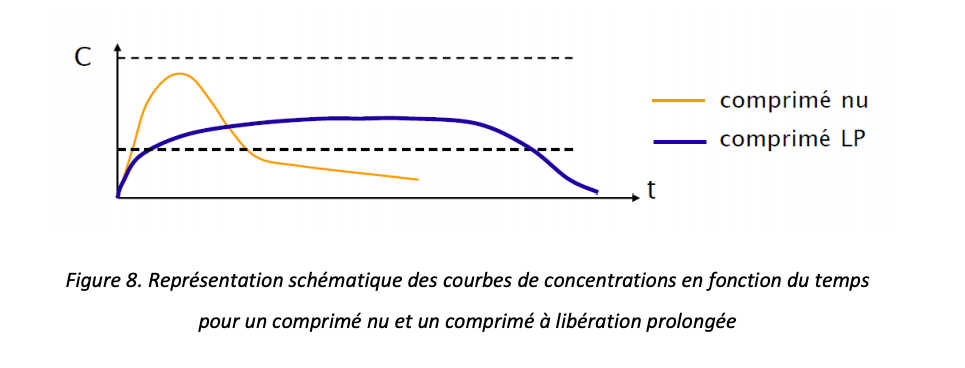 C
comprimé nu
comprimé LP
t
Figure 8. Représentation schématique des courbes de concentrations en fonction du temps
pour un comprimé nu et un comprimé à libération prolongée